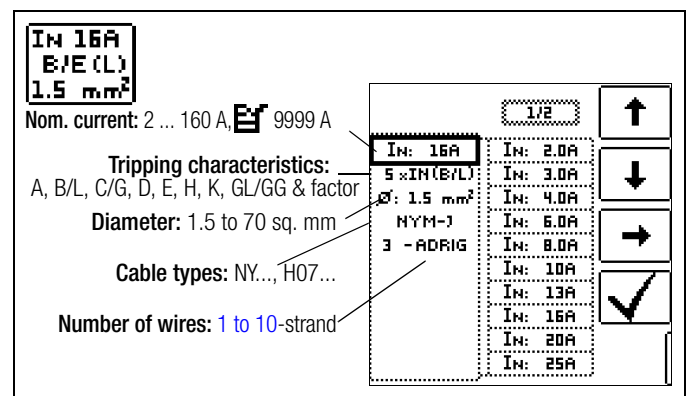 IN 16A
B/E(L)
1.5 mm²
Nom. current: 2 ... 160 A, 9999 A
Tripping characteristics:
A, B/L, C/G, D, E, H, K, GL/GG & factor
Diameter: 1.5 to 70 sq. mm
Cable types: NY..., H07...
Number of wires: 1 to 10-strand
IN: 16A
5 xIN(B/L)
Ø: 1.5 mm²
NYM-J
3 -ADRIG
1/2
IN: 2.0A
IN: 3.0A
IN: 4.0A
IN: 6.0A
IN: 8.0A
IN: 10A
IN: 13A
IN: 16A
IN: 20A
IN: 25A